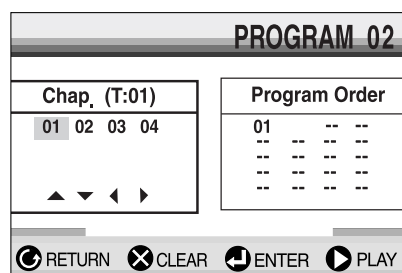 PROGRAM 02
Chap. (T:01)
01 02 03 04
Program Order
01 -- --
-- -- -- --
-- -- -- --
-- -- -- --
-- -- -- --
RETURN CLEAR ENTER PLAY